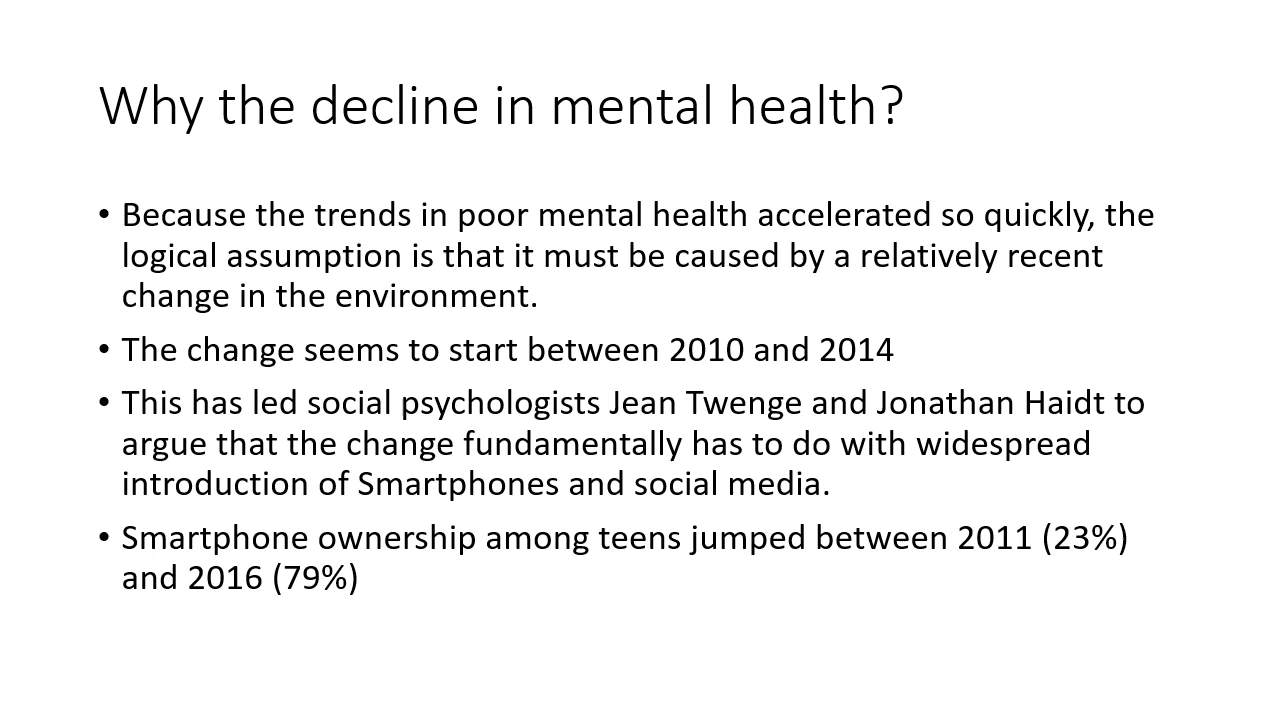 Why the decline in mental health?
• Because the trends in poor mental health accelerated so quickly, the
logical assumption is that it must be caused by a relatively recent
change in the environment.
• The change seems to start between 2010 and 2014
• This has led social psychologists Jean Twenge and Jonathan Haidt to
argue that the change fundamentally has to do with widespread
introduction of Smartphones and social media.
• Smartphone ownership among teens jumped between 2011 (23%)
and 2016 (79%)